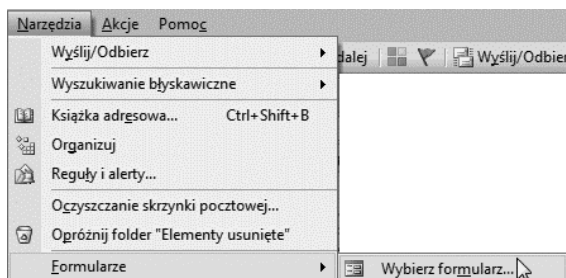 Narzędzia Akcje Pomoc
Wyślij/Odbierz dalej Wyślij/Odbier
Wyszukiwanie błyskawiczne
Książka adresowa... Ctrl+Shift+B
Organizuj
Reguły i alerty...
Oczyszczanie skrzynki pocztowej...
Opróżnij folder "Elementy usunięte"
Formularze Wybierz formularz...